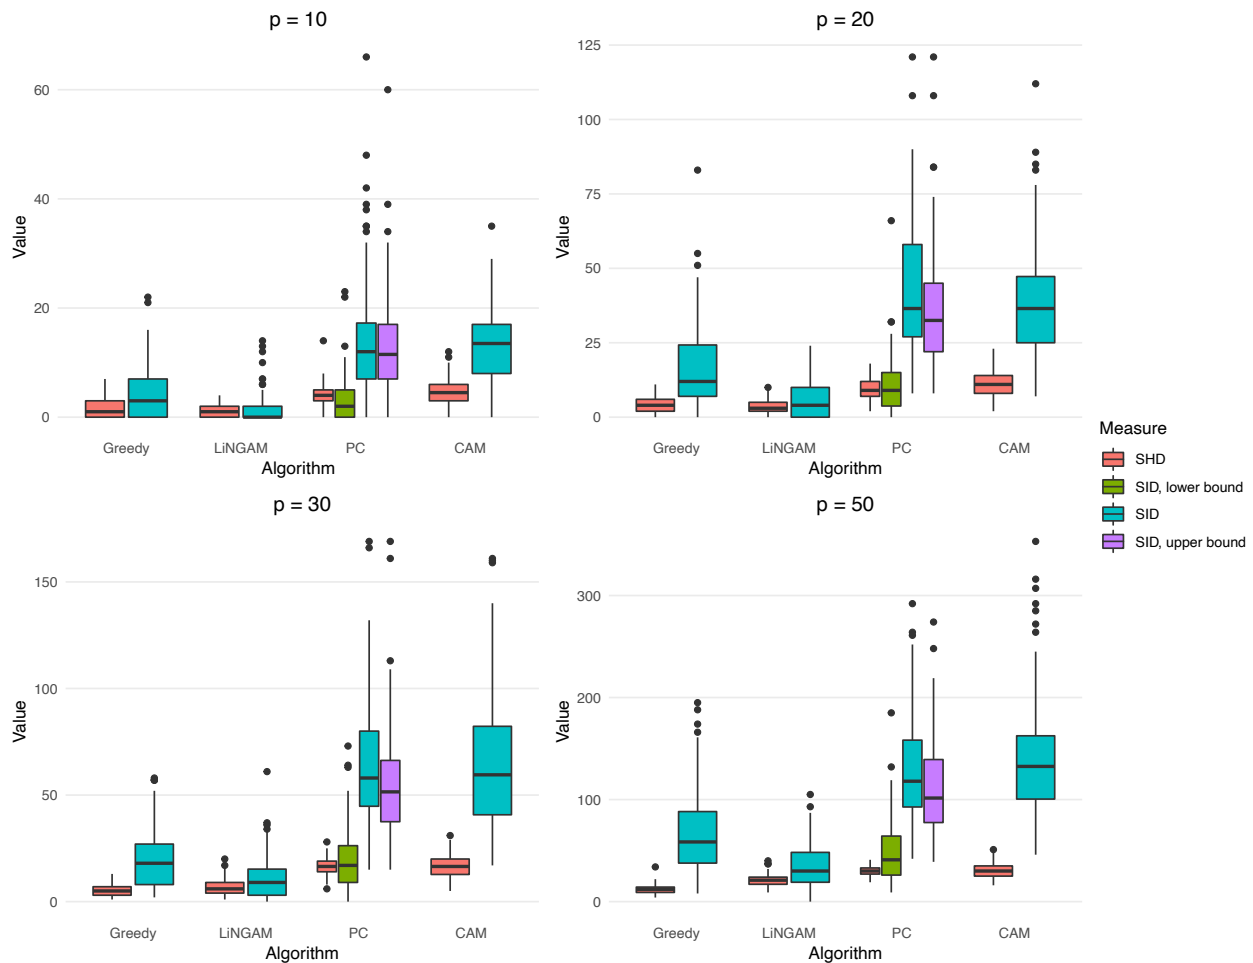 p = 10
Value
60
40
20
0
Greedy LiNGAM PC CAM
Algorithm
p = 20
Value
125
100
75
50
25
0
Greedy LiNGAM PC CAM
Algorithm
p = 30
Value
150
100
50
0
Greedy LiNGAM PC CAM
Algorithm
p = 50
Value
300
200
100
0
Greedy LiNGAM PC CAM
Algorithm
Measure
SHD
SID, lower bound
SID
SID, upper bound